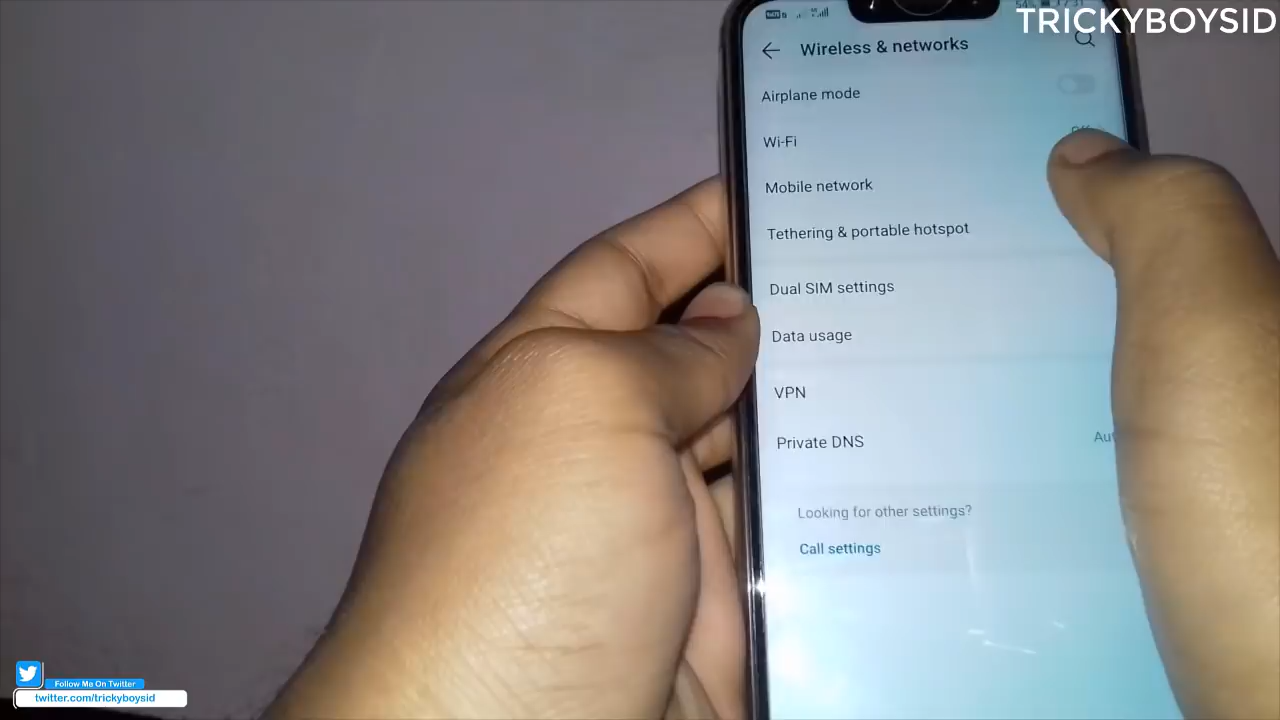 TRICKYBOYSID
Wireless & networks
Airplane mode
Wi-Fi
Mobile network
Tethering & portable hotspot
Dual SIM settings
Data usage
VPN
Private DNS
Looking for other settings?
Call settings
Follow Me On Twitter
twitter.com/trickyboysid